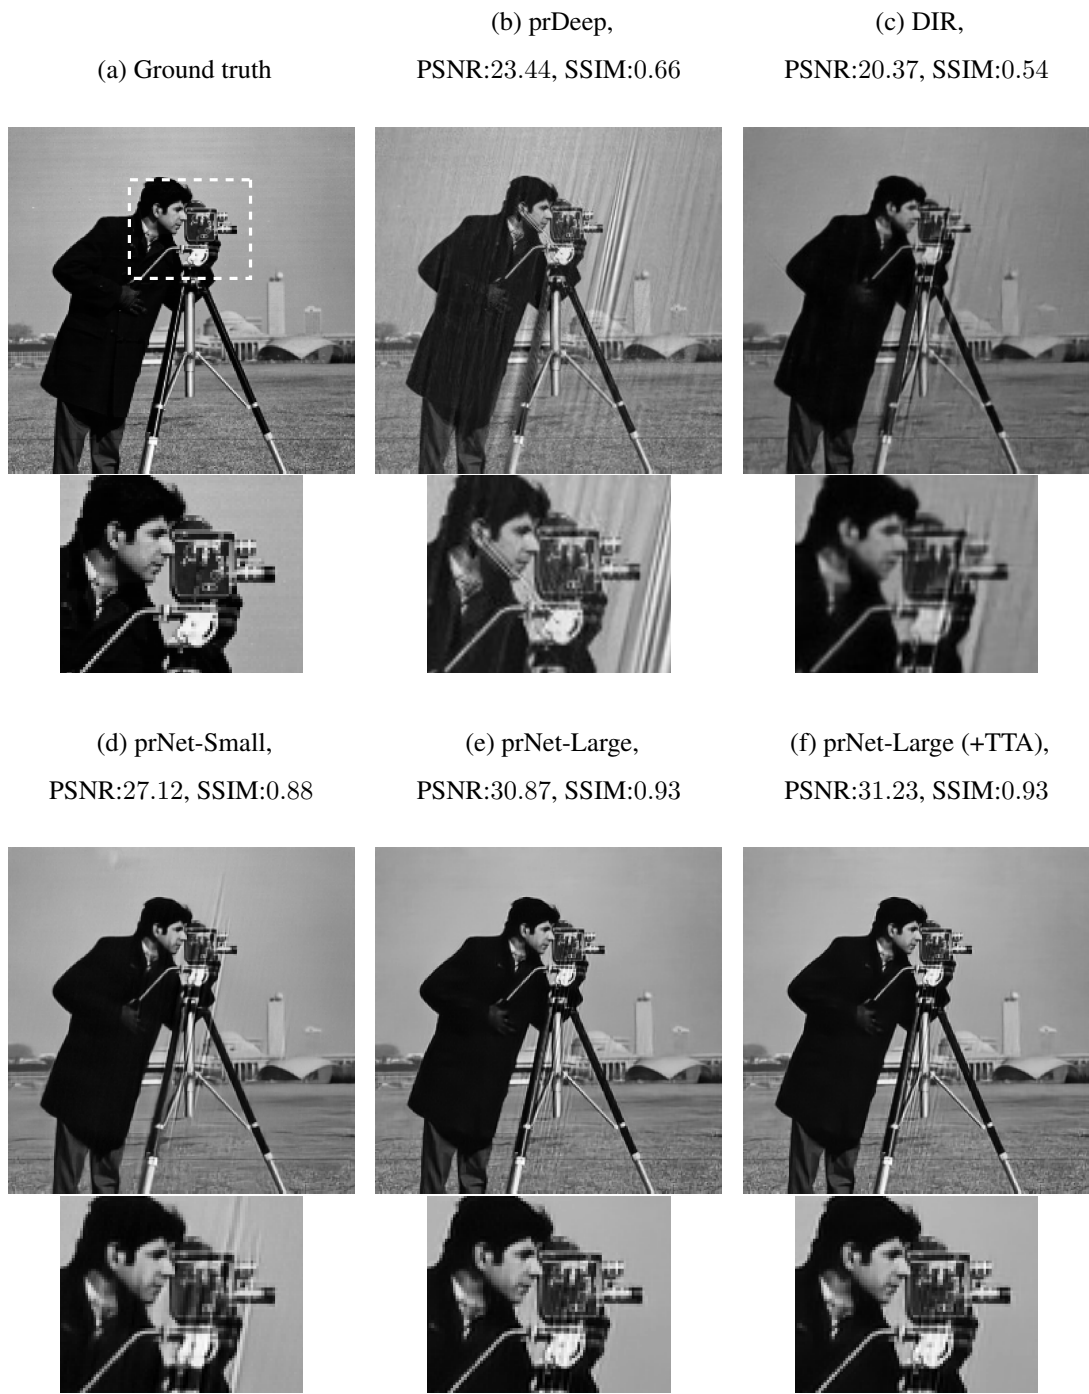 (a) Ground truth
(b) prDeep,
PSNR:23.44, SSIM:0.66
(c) DIR,
PSNR:20.37, SSIM:0.54
(d) prNet-Small,
PSNR:27.12, SSIM:0.88
(e) prNet-Large,
PSNR:30.87, SSIM:0.93
(f) prNet-Large (+TTA),
PSNR:31.23, SSIM:0.93